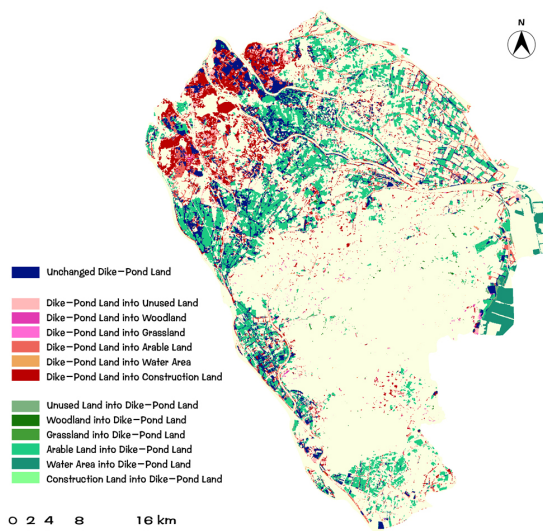 N
Unchanged Dike-Pond Land
Dike-Pond Land into Unused Land
Dike-Pond Land into Woodland
Dike-Pond Land into Grassland
Dike-Pond Land into Arable Land
Dike-Pond Land into Water Area
Dike-Pond Land into Construction Land
Unused Land into Dike-Pond Land
Woodland into Dike-Pond Land
Grassland into Dike-Pond Land
Arable Land into Dike-Pond Land
Water Area into Dike-Pond Land
Construction Land into Dike-Pond Land
0 2 4 8 16 km